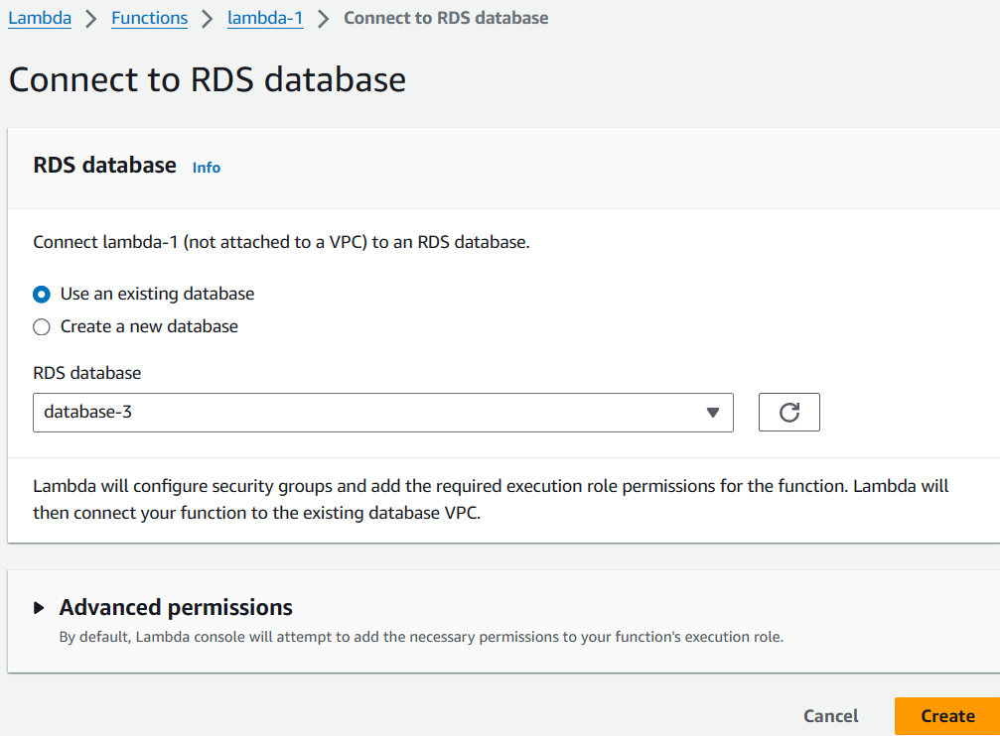 Lambda > Functions > lambda-1 > Connect to RDS database
Connect to RDS database
RDS database Info
Connect lambda-1 (not attached to a VPC) to an RDS database.
Use an existing database
Create a new database
RDS database
database-3
Lambda will configure security groups and add the required execution role permissions for the function. Lambda will
then connect your function to the existing database VPC.
Advanced permissions
By default, Lambda console will attempt to add the necessary permissions to your function's execution role.
Cancel Create